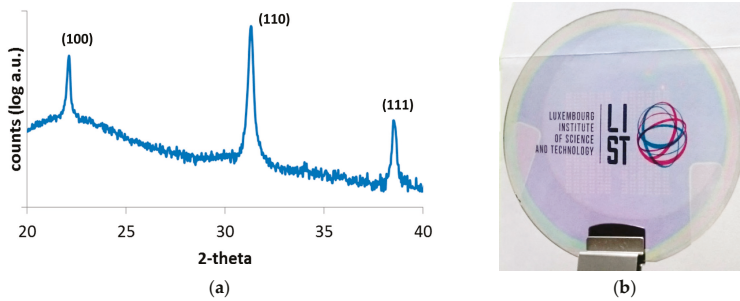 (100)
(110)
(111)
counts (log a.u.)
20
25
30
35
40
2-theta
(a)
LUXEMBOURG
INSTITUTE
OF SCIENCE
AND TECHNOLOGY
LI
ST
(b)